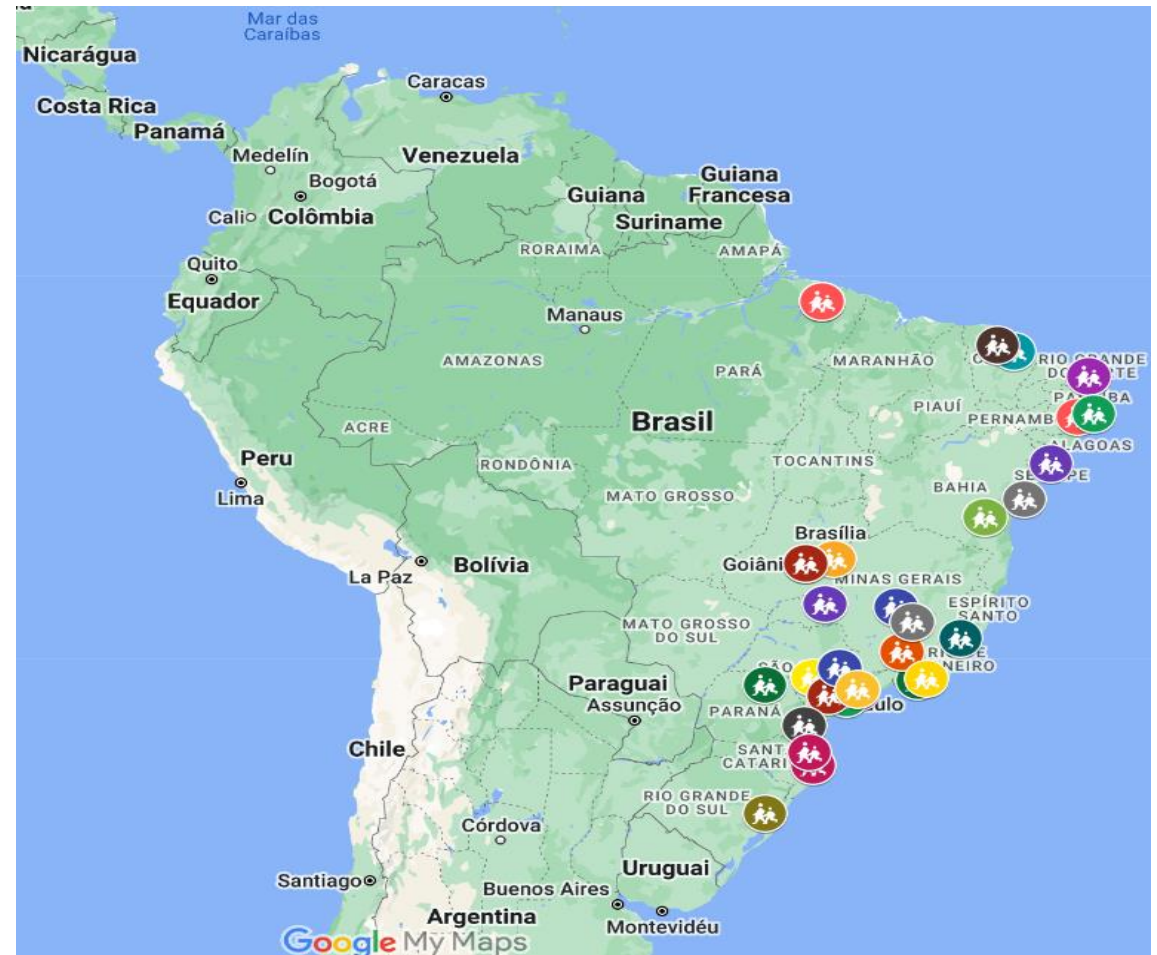 Mar das
Caraíbas
Nicarágua
Caracas
Costa Rica
Panamá
Medelín
Venezuela
Bogotá
Guiana
Guiana
Francesa
Cali
Colômbia
Suriname
RORAIMA
AMAPÁ
Quito
Equador
Manaus
AMAZONAS
PARÁ
MARANHÃO
RIO GRANDE
PIAUÍ
PERNAMB
Brasil
ACRE
ALAGOAS
Peru
RONDÔNIA
TOCANTINS
Lima
MATO GROSSO
BAHIA
Brasília
Goiâni
La Paz
Bolívia
MINAS GERAIS
ESPÍRITO
SANTO
MATO GROSSO
DO SUL
Paraguai
Assunção
PARANÁ
Chile
SANT
CATARI
RIO GRANDE
DO SUL
Córdova
Uruguai
Santiago
Buenos Aires
Argentina
Montevidéu
Google My Maps